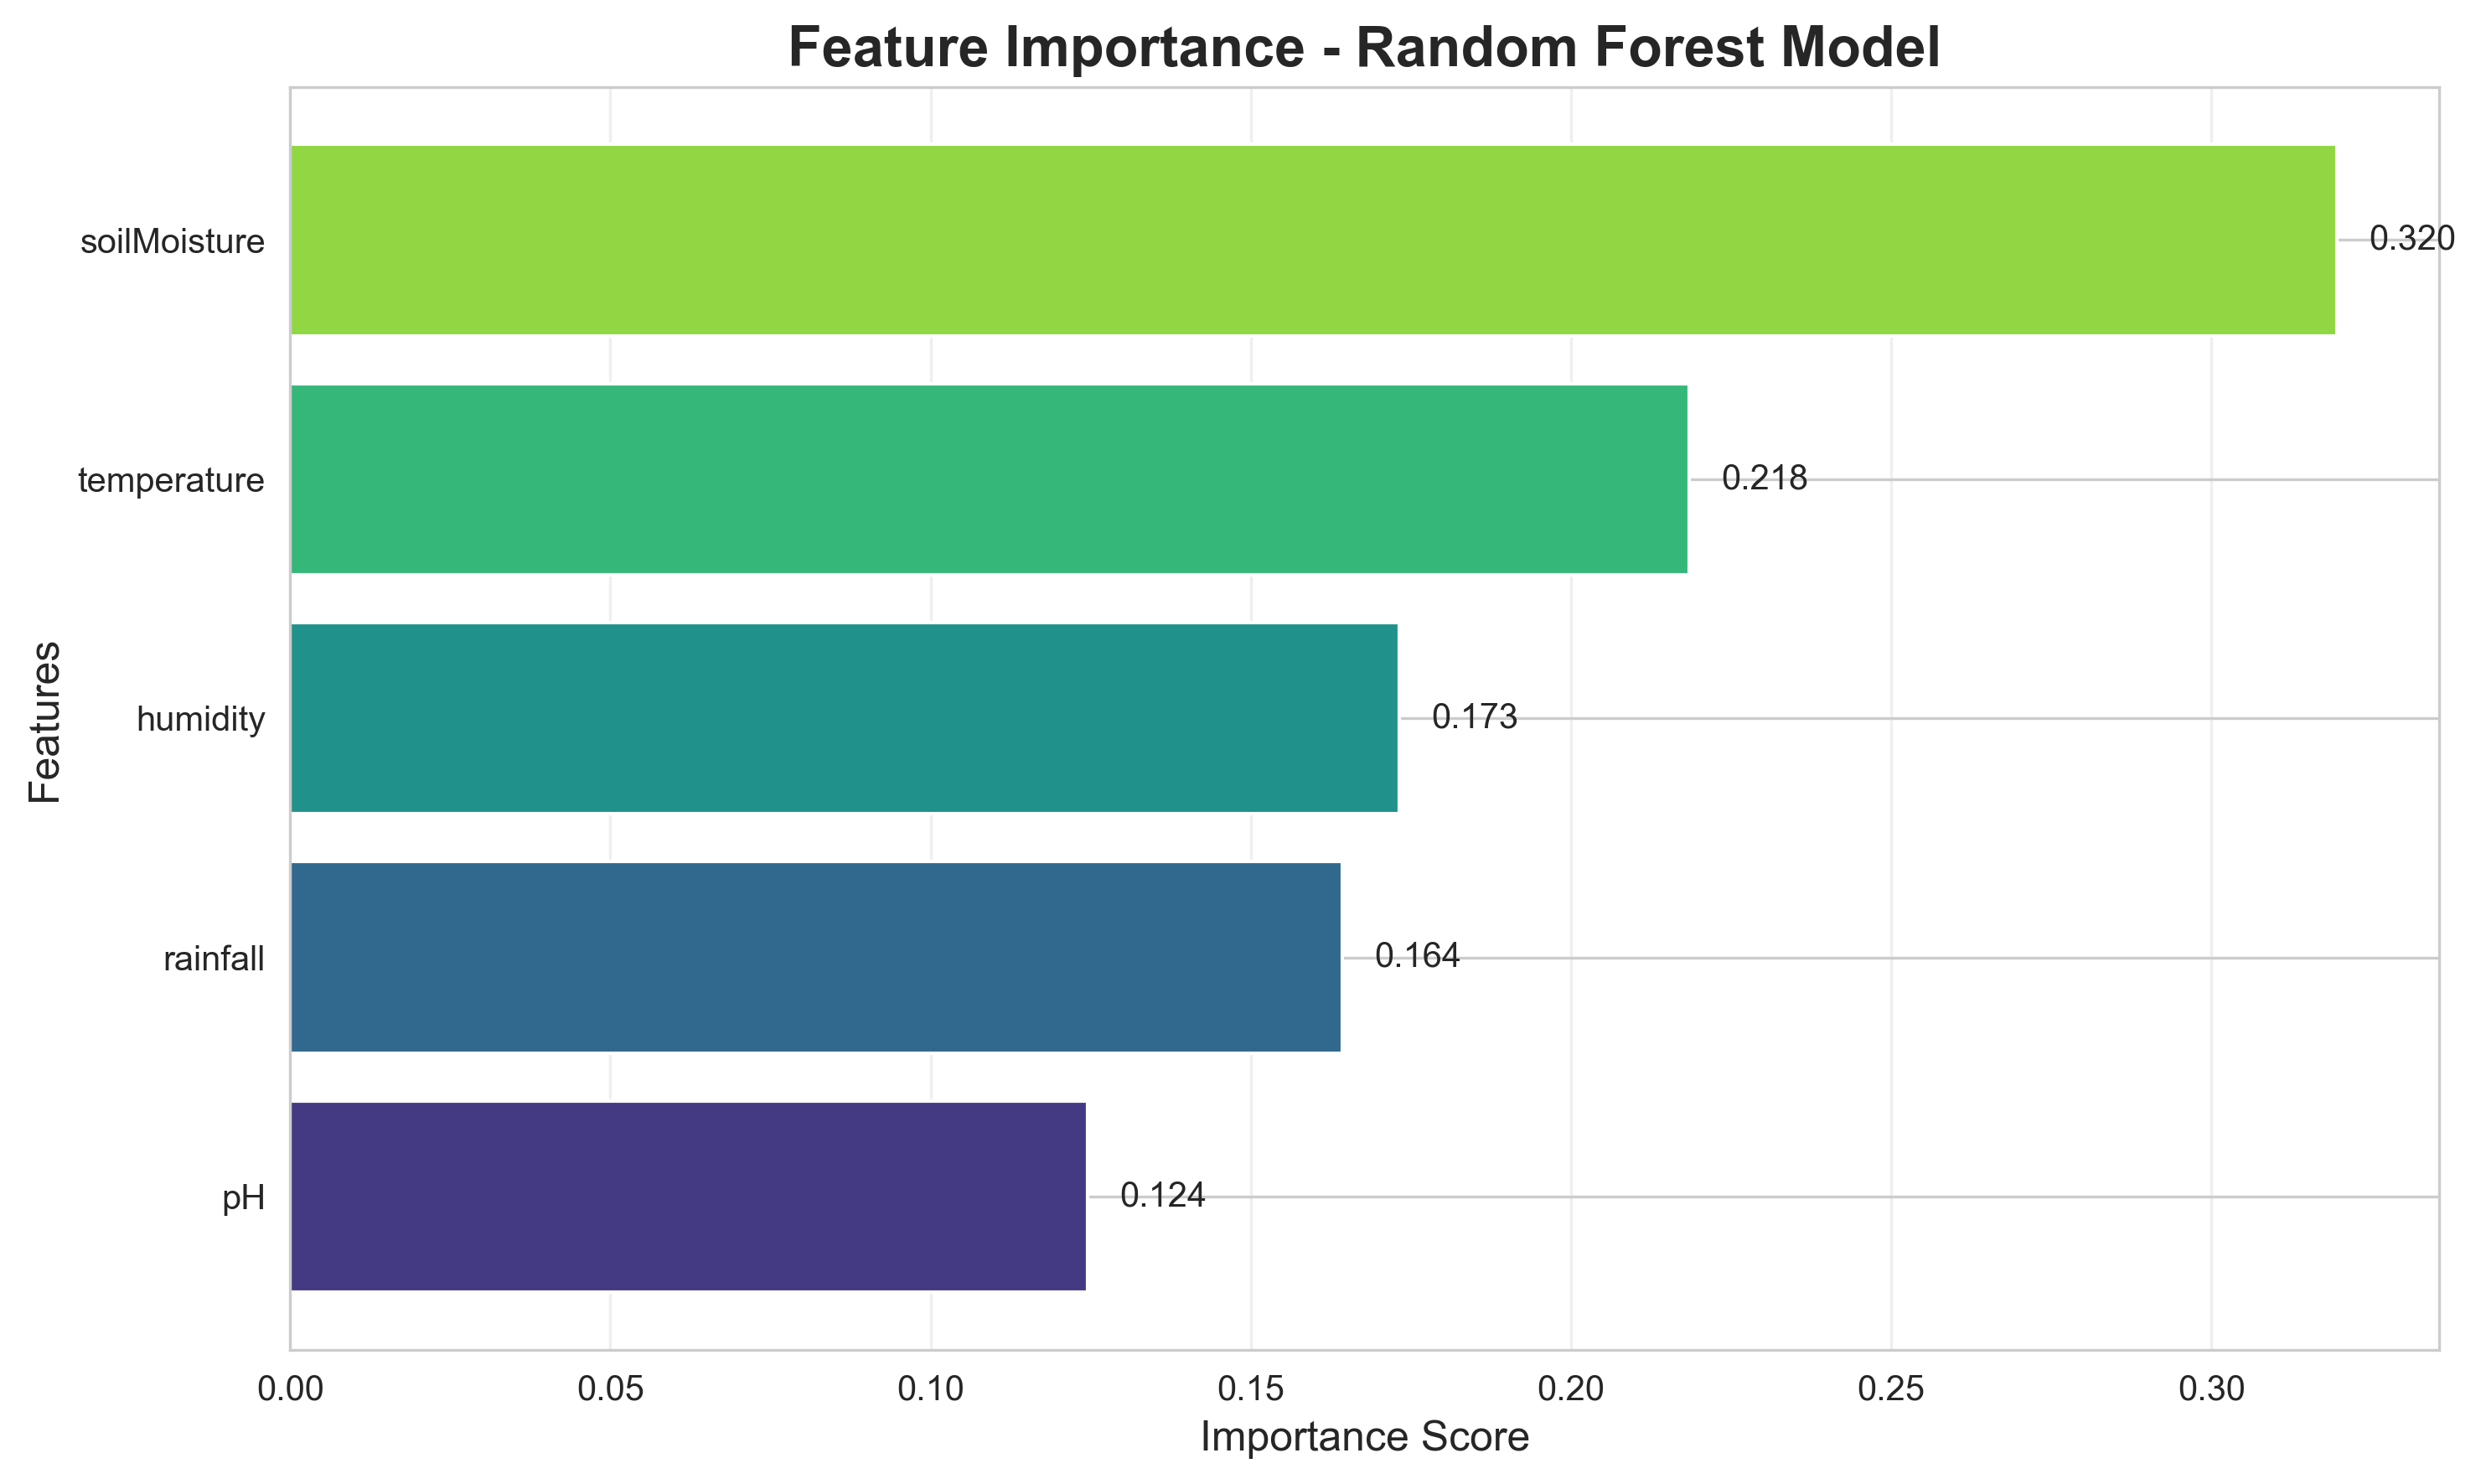 Feature Importance - Random Forest Model
soilMoisture
0.320
temperature
0.218
humidity
0.173
rainfall
0.164
pH
0.124
Features
0.00 0.05 0.10 0.15 0.20 0.25 0.30
Importance Score